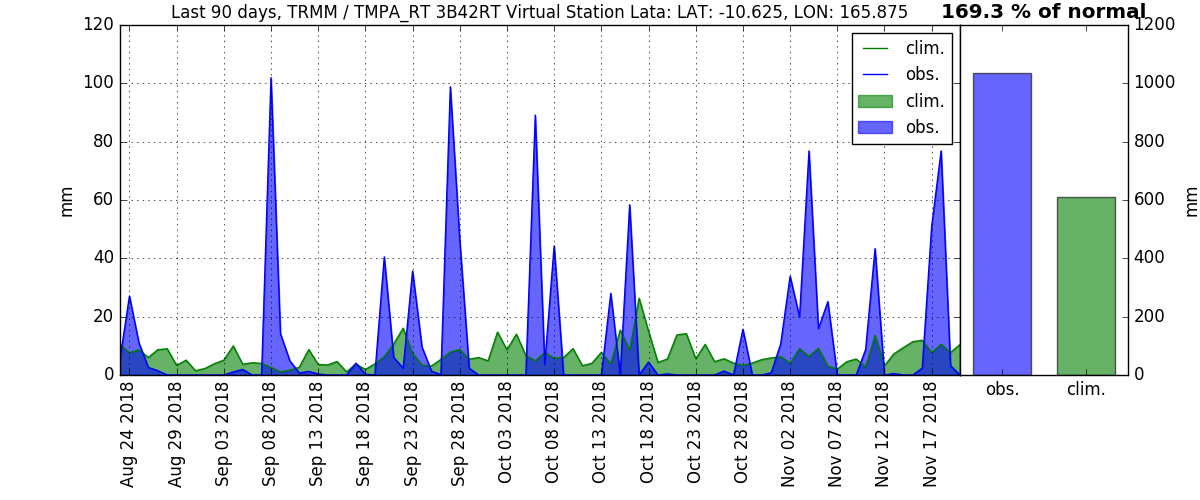 Last 90 days, TRMM / TMPA_RT 3B42RT Virtual Station Lata: LAT: -10.625, LON: 165.875
169.3 % of normal
120
100
80
60
40
20
0
mm
clim.
obs.
clim.
obs.
1200
1000
800
600
400
200
0
mm
Aug 24 2018
Aug 29 2018
Sep 03 2018
Sep 08 2018
Sep 13 2018
Sep 18 2018
Sep 23 2018
Sep 28 2018
Oct 03 2018
Oct 08 2018
Oct 13 2018
Oct 18 2018
Oct 23 2018
Oct 28 2018
Nov 02 2018
Nov 07 2018
Nov 12 2018
Nov 17 2018
obs.
clim.